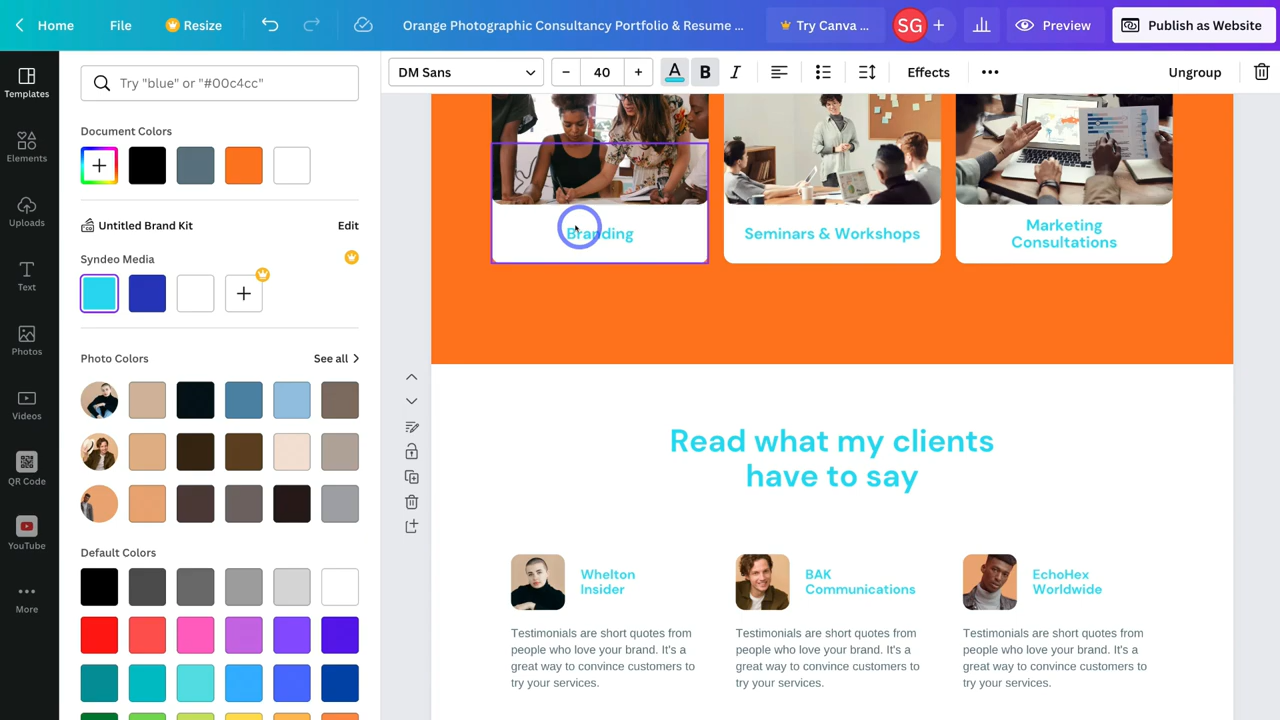 Home
File
Resize
Orange Photographic Consultancy Portfolio & Resume ...
Try Canva ...
SG
Preview
Publish as Website
Templates
Elements
Uploads
Text
Photos
Videos
QR Code
YouTube
More
Try "blue" or "#00c4cc"
Document Colors
Untitled Brand Kit
Edit
Syndeo Media
Photo Colors
See all
Default Colors
DM Sans
40
A
B
I
Effects
Ungroup
Branding
Seminars & Workshops
Marketing
Consultations
Read what my clients
have to say
Whelton
Insider
Testimonials are short quotes from
people who love your brand. It's a
great way to convince customers to
try your services.
BAK
Communications
Testimonials are short quotes from
people who love your brand. It's a
great way to convince customers to
try your services.
EchoHex
Worldwide
Testimonials are short quotes from
people who love your brand. It's a
great way to convince customers to
try your services.